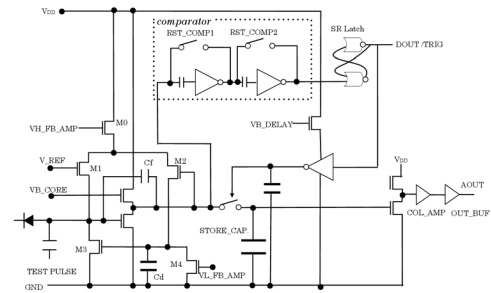 comparator
SR Latch
VDD
RST_COMP1
RST_COMP2
DOUT /TRIG
M0
VH_FB_AMP
VB_DELAY
V_REF
M1
Cf
M2
VDD
VB_CORE
AOUT
COL_AMP
OUT_BUF
STORE_CAP.
M3
TEST PULSE
Cd
M4
VL_FB_AMP
GND